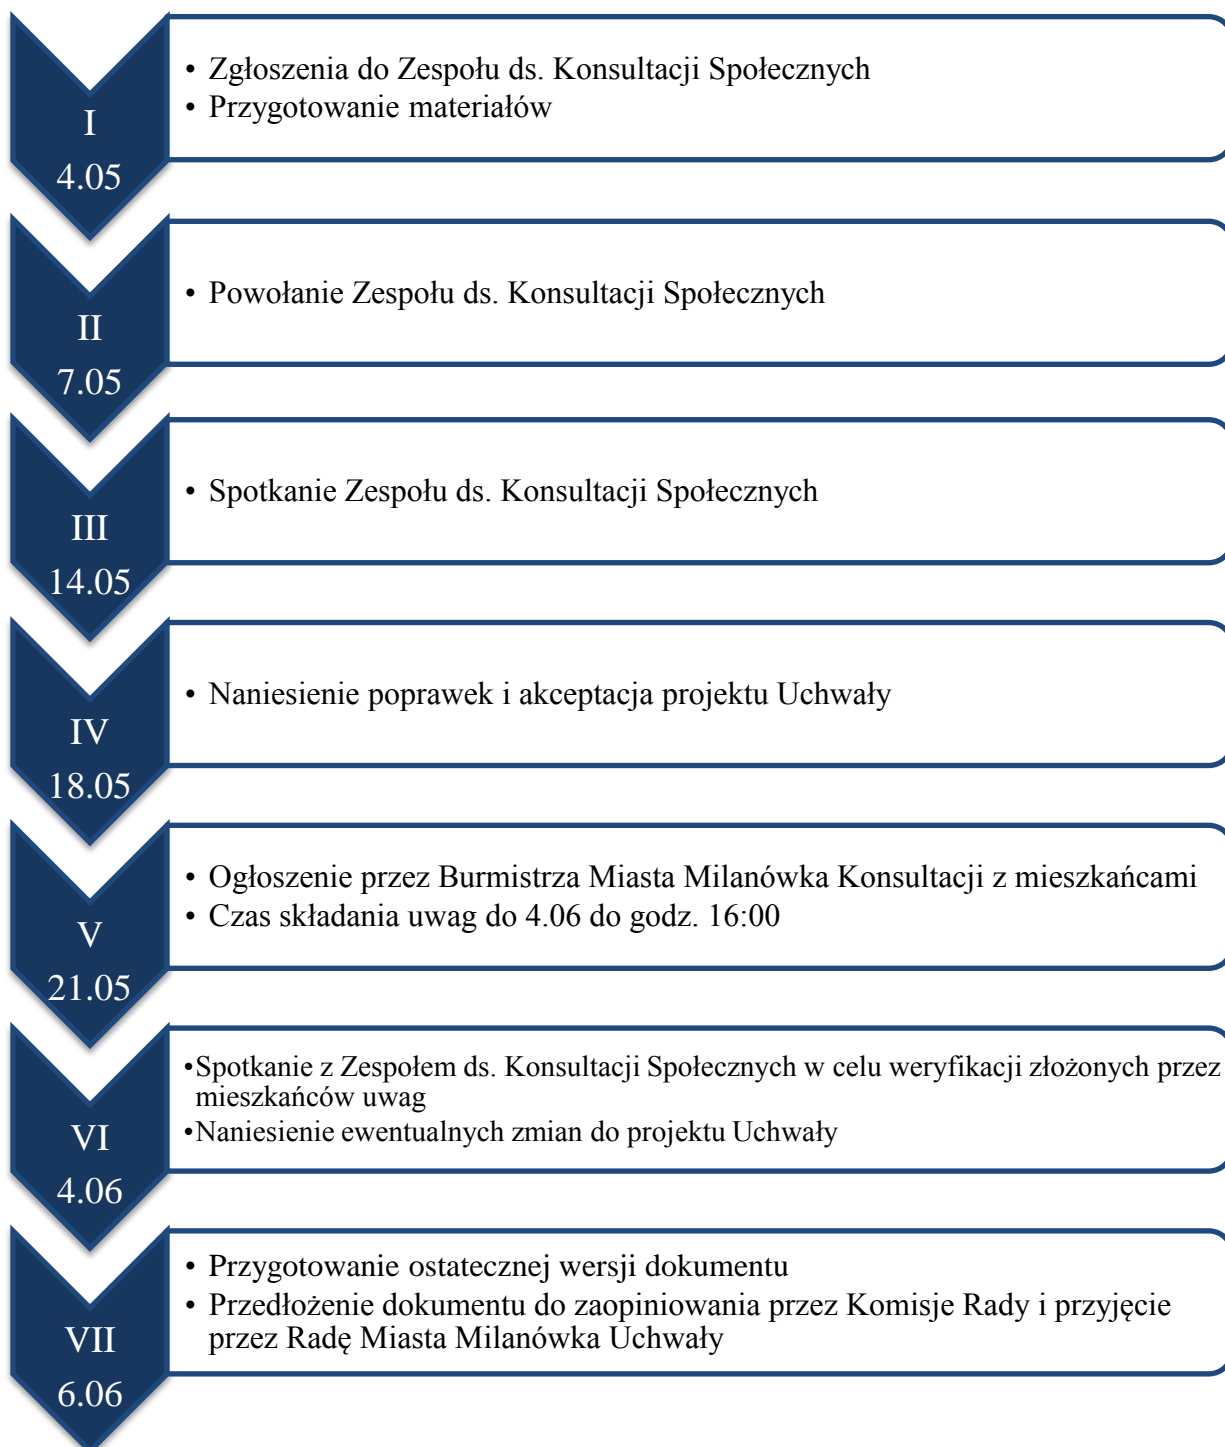 I
4.05
• Zgłoszenia do Zespołu ds. Konsultacji Społecznych
• Przygotowanie materiałów
II
7.05
• Powołanie Zespołu ds. Konsultacji Społecznych
III
14.05
• Spotkanie Zespołu ds. Konsultacji Społecznych
IV
18.05
• Naniesienie poprawek i akceptacja projektu Uchwały
V
21.05
• Ogłoszenie przez Burmistrza Miasta Milanówka Konsultacji z mieszkańcami
• Czas składania uwag do 4.06 do godz. 16:00
VI
4.06
•Spotkanie z Zespołem ds. Konsultacji Społecznych w celu weryfikacji złożonych przez
mieszkańców uwag
•Naniesienie ewentualnych zmian do projektu Uchwały
VII
6.06
• Przygotowanie ostatecznej wersji dokumentu
• Przedłożenie dokumentu do zaopiniowania przez Komisje Rady i przyjęcie
przez Radę Miasta Milanówka Uchwały